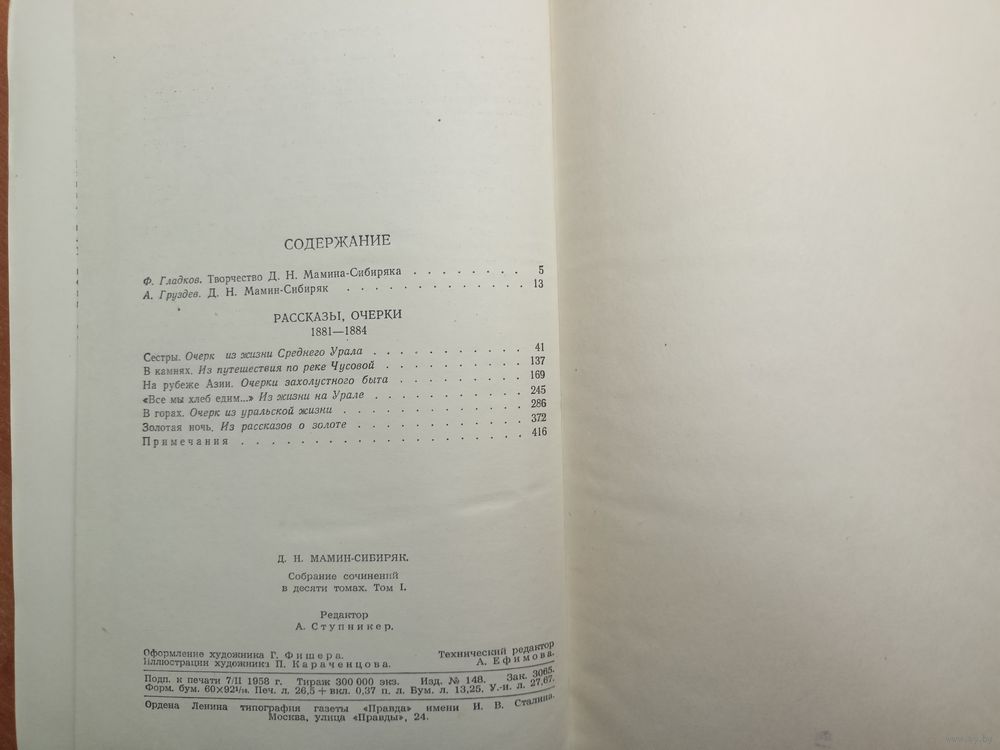 СОДЕРЖАНИЕ
Ф. Гладков. Творчество Д. Н. Мамина-Сибиряка . . . . . . . . 5
А. Груздев. Д. Н. Мамин-Сибиряк . . . . . . . . . . . . . 13
РАССКАЗЫ, ОЧЕРКИ
1881—1884
Сестры. Очерк из жизни Среднего Урала . . . . . . . . . . . 41
В камнях. Из путешествия по реке Чусовой . . . . . . . . . . 137
На рубеже Азии. Очерки захолустного быта . . . . . . . . . 169
«Все мы хлеб едим...» Из жизни на Урале . . . . . . . . . . . 245
В горах. Очерк из уральской жизни . . . . . . . . . . . . . 286
Золотая ночь. Из рассказов о золоте . . . . . . . . . . . . 372
Примечания . . . . . . . . . . . . . . . . . . . . 416
Д. Н. МАМИН-СИБИРЯК.
Собрание сочинений
в десяти томах. Том I.
Редактор
А. Ступникер.
Оформление художника Г. Фишера.
Иллюстрации художника П. Караченцова.
Технический редактор
А. Ефимова.
Подп. к печати 7/II 1958 г. Тираж 300 000 экз. Изд. № 148. Зак. 3065.
Форм. бум. 60×92¹/₁₆. Печ. л. 26,5 + вкл. 0,37 п. л. Бум. л. 13,25. У.-и. л. 27,67.
Ордена Ленина типография газеты «Правда» имени И. В. Сталина.
Москва, улица «Правды», 24.